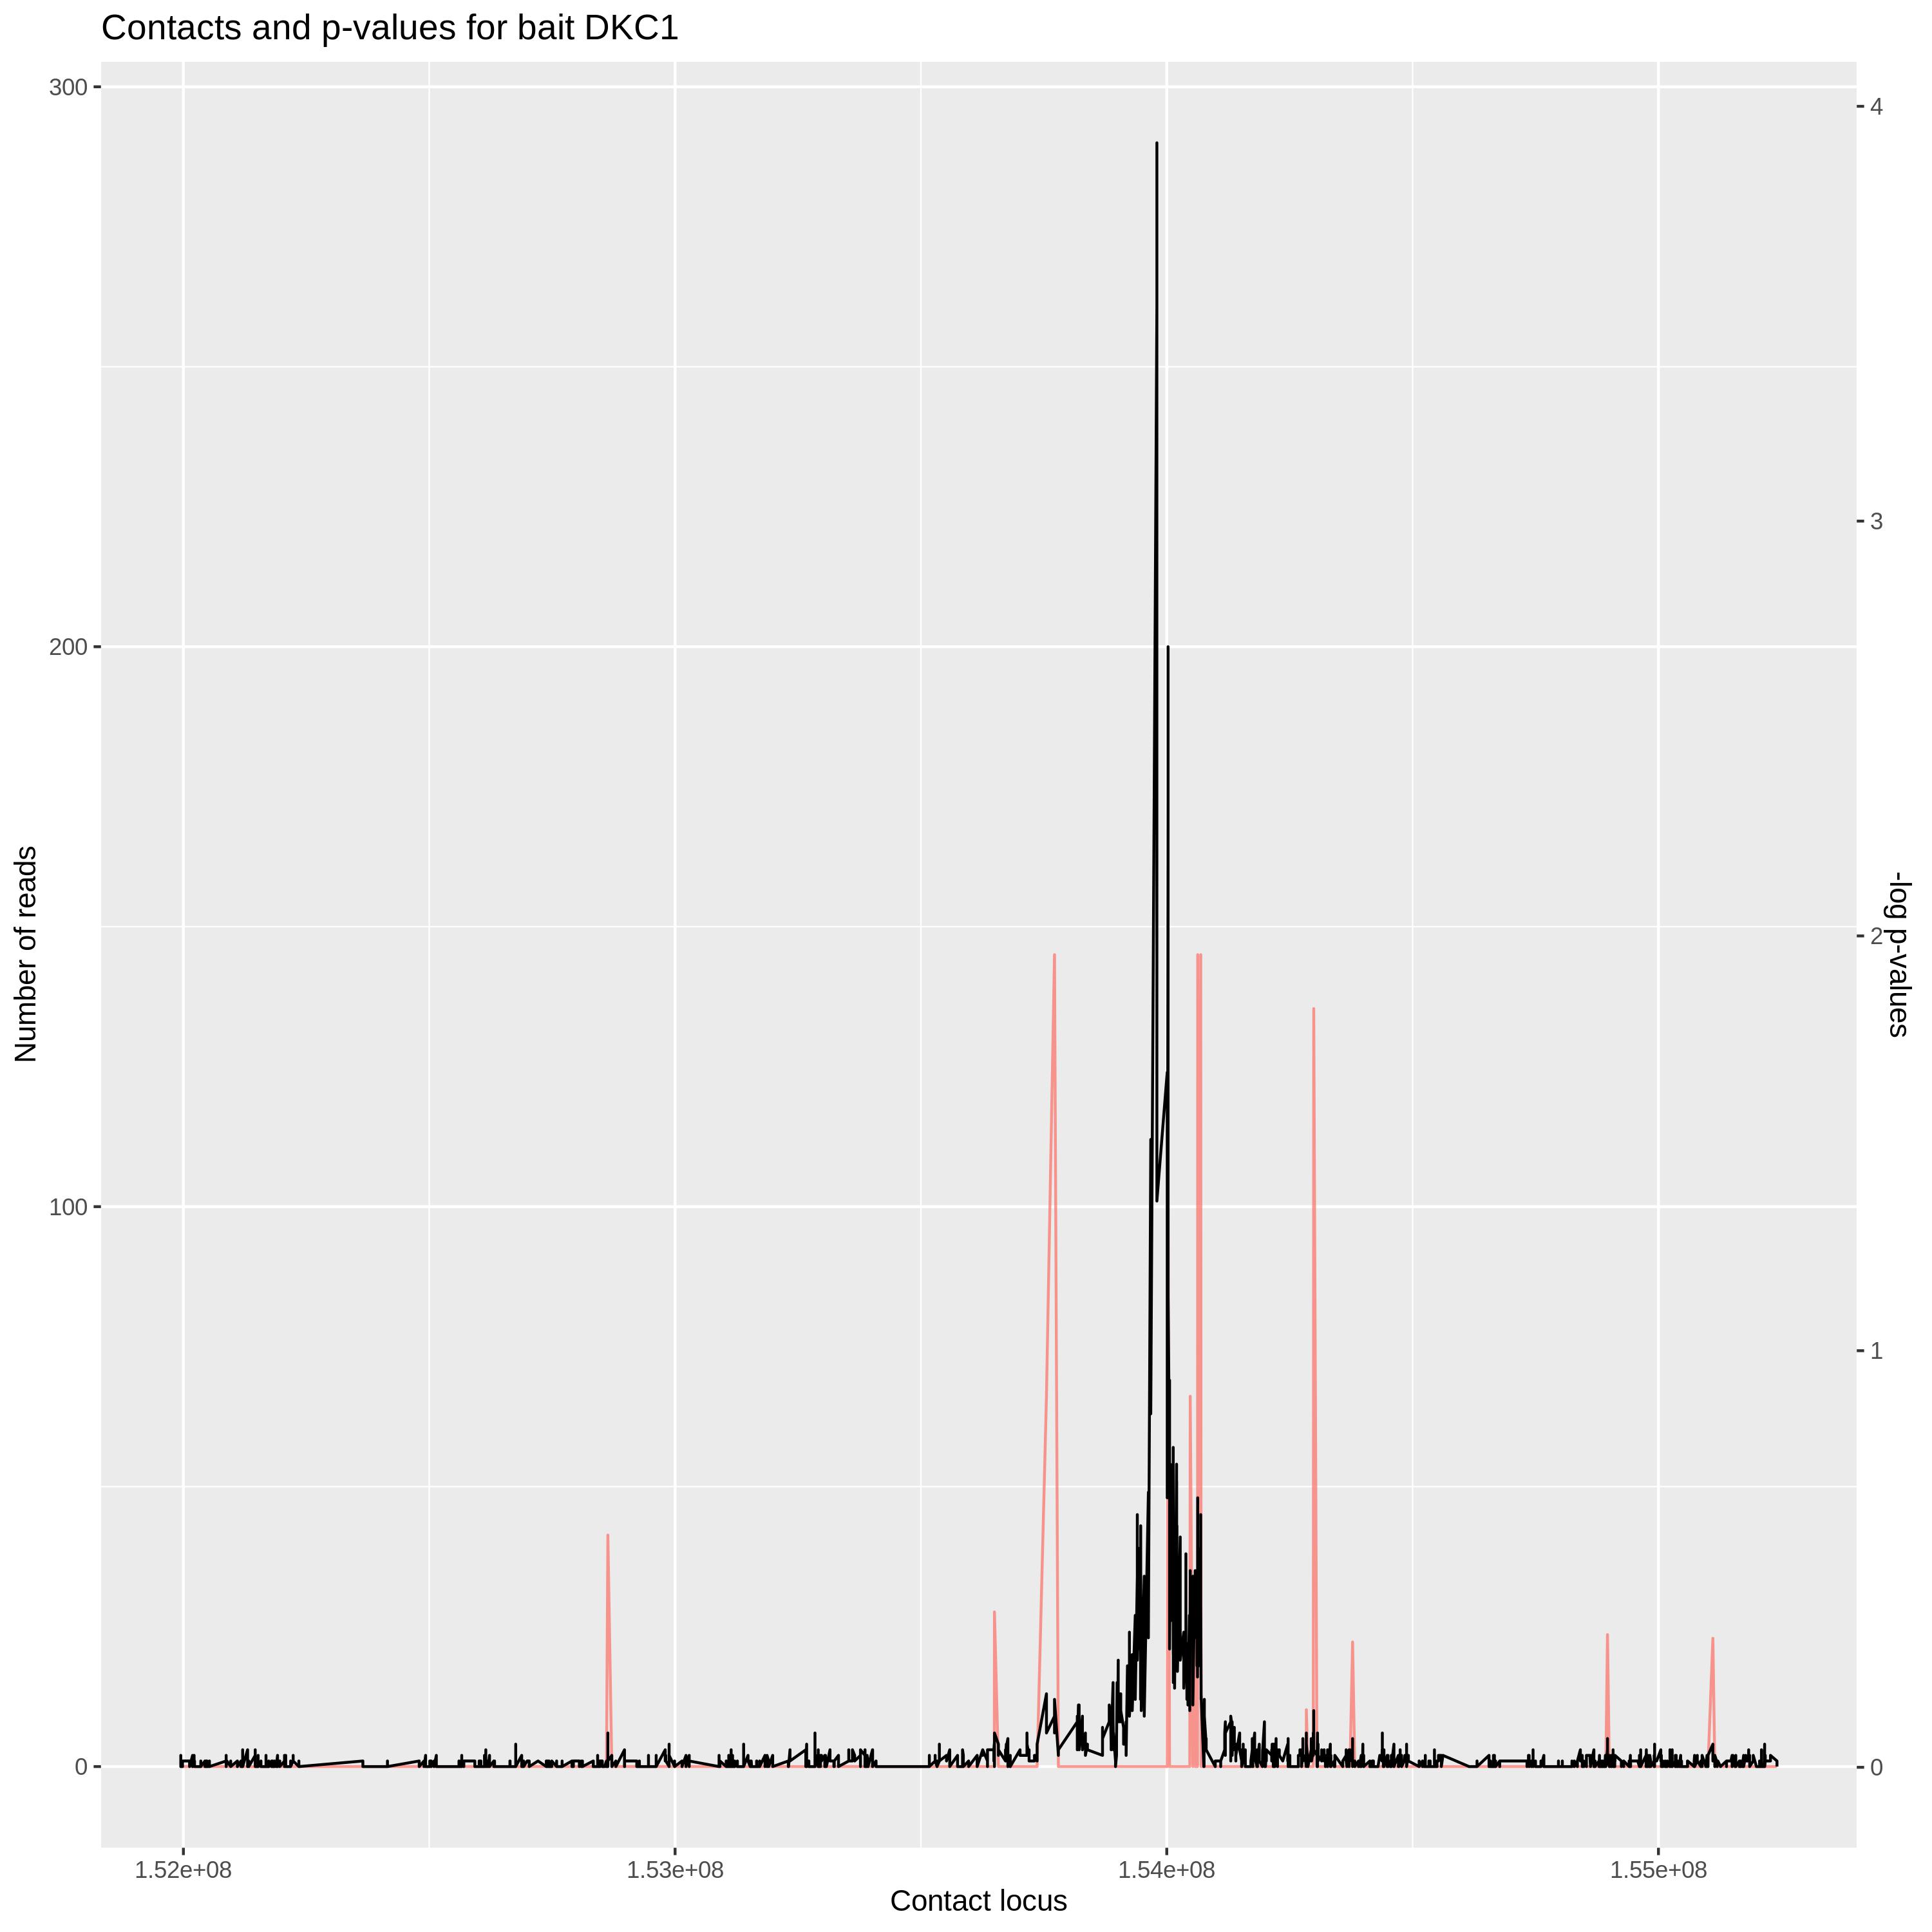 Contacts and p-values for bait DKC1
300
200
100
0
Number of reads
4
3
2
1
0
-log p-values
1.52e+08 1.53e+08 1.54e+08 1.55e+08
Contact locus